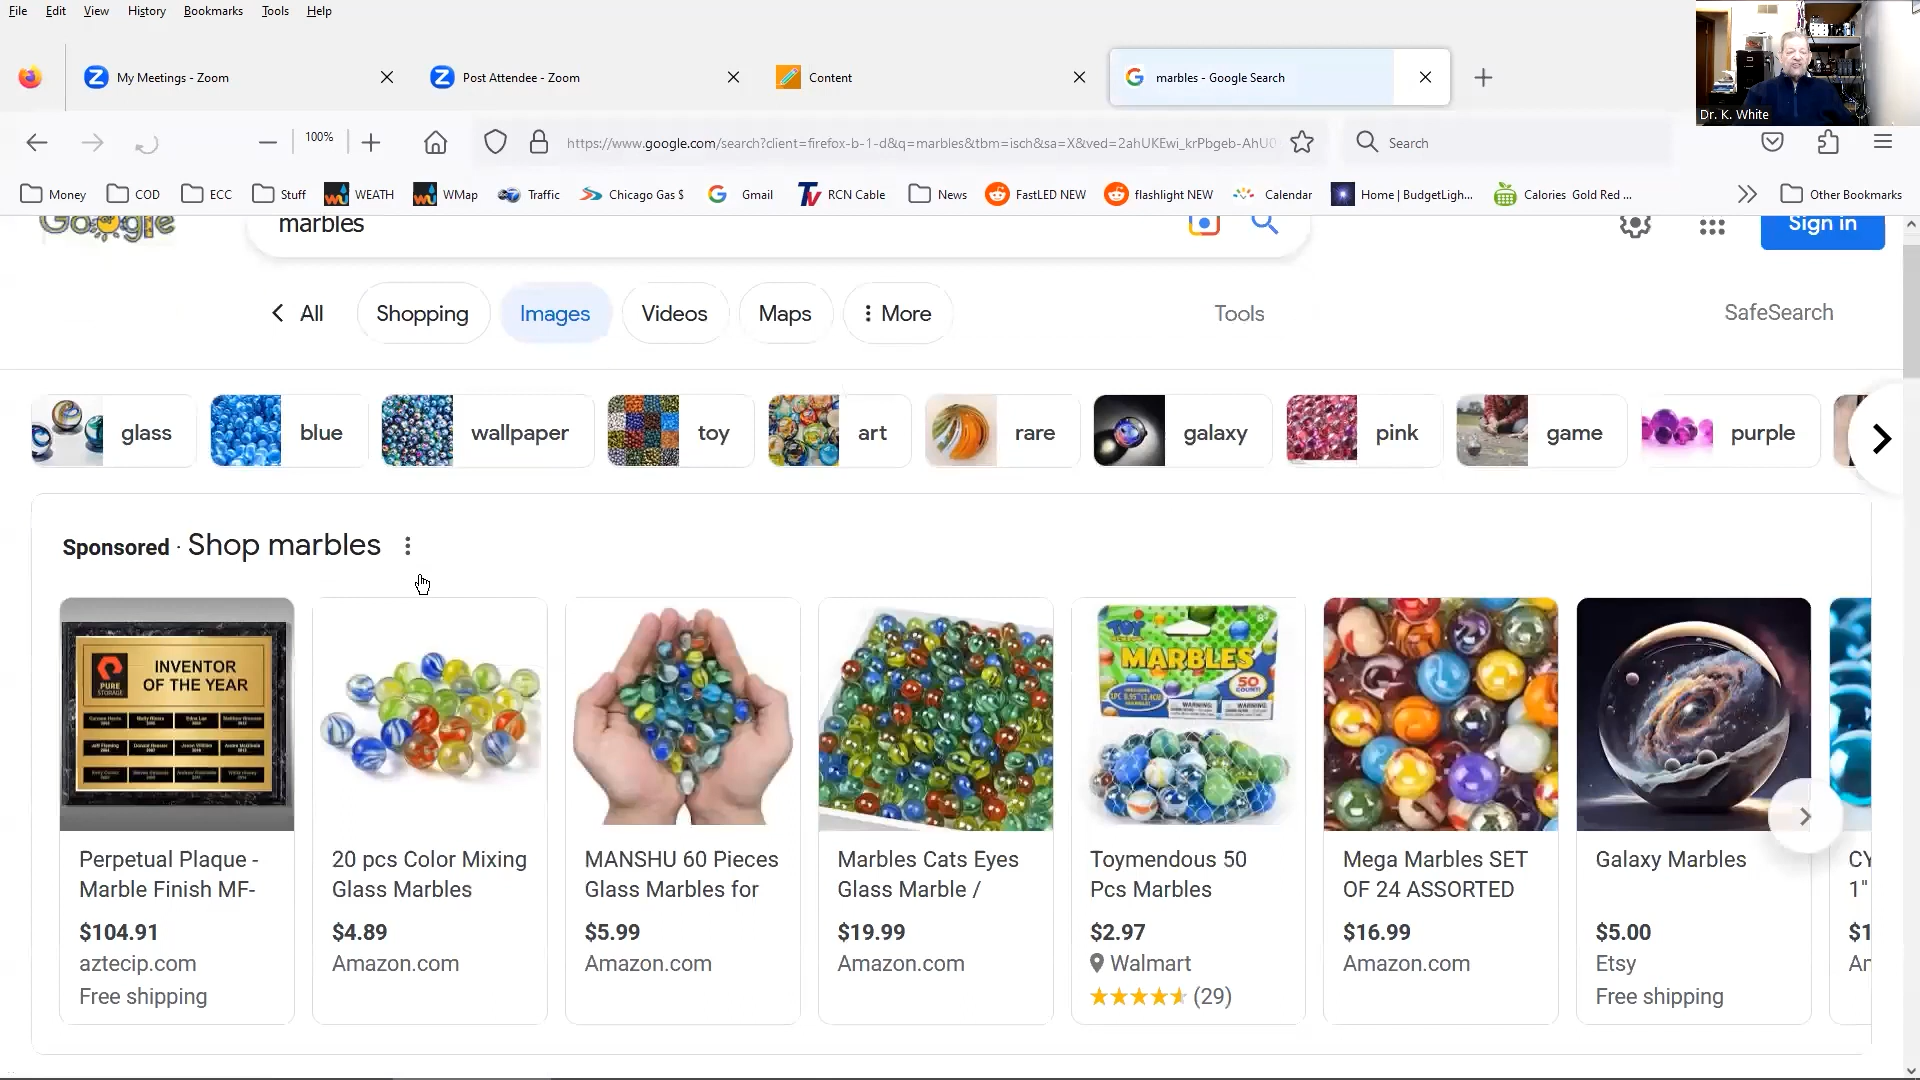 File Edit View History Bookmarks Tools Help
My Meetings - Zoom
Post Attendee - Zoom
Content
marbles - Google Search
Dr. K. White
100%
https://www.google.com/search?client=firefox-b-1-d&q=marbles&tbm=isch&sa=X&ved=2ahUKEwi_krPbgeb-AhU0
Search
Money COD ECC Stuff WEATH WMap Traffic Chicago Gas $ Gmail RCN Cable News FastLED NEW flashlight NEW Calendar Home | BudgetLigh... Calories Gold Red ... Other Bookmarks
Google
marbles
Sign in
All Shopping Images Videos Maps More Tools SafeSearch
glass blue wallpaper toy art rare galaxy pink game purple
Sponsored · Shop marbles
PURE
STORAGE
INVENTOR
OF THE YEAR
TOY
MARBLES
50
COUNT!
WARNING:
WARNING:
Perpetual Plaque -
Marble Finish MF-
$104.91
aztecip.com
Free shipping
20 pcs Color Mixing
Glass Marbles
$4.89
Amazon.com
MANSHU 60 Pieces
Glass Marbles for
$5.99
Amazon.com
Marbles Cats Eyes
Glass Marble /
$19.99
Amazon.com
Toymendous 50
Pcs Marbles
$2.97
Walmart
(29)
Mega Marbles SET
OF 24 ASSORTED
$16.99
Amazon.com
Galaxy Marbles
$5.00
Etsy
Free shipping
CY
1"
$1
Ar